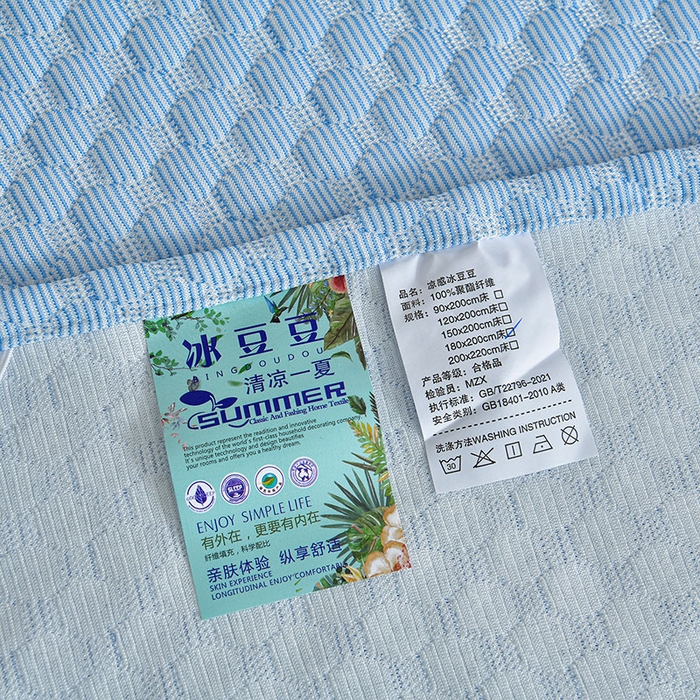 冰豆豆
BINGDOUDOU
清凉一夏
SUMMER
Classic And Fashing Home Textile
This product represent the readition and innovative
technology of the world's first-class household decorating company.
It's unique technology and design beautifies
your rooms and offers you a healthy dream.
SLEEP
ENJOY SIMPLE LIFE
有外在，更要有内在
纤维填充，科学配比
亲肤体验 纵享舒适
SKIN EXPERIENCE
LONGITUDINAL ENJOY COMFORTABLE
品名：凉感冰豆豆
面料：100%聚酯纤维
规格：90x200cm床
120x200cm床
150x200cm床
180x200cm床
200x220cm床
产品等级：合格品
检验员：MZX
执行标准：GB/T22796-2021
安全类别：GB18401-2010 A类
洗涤方法WASHING INSTRUCTION
30